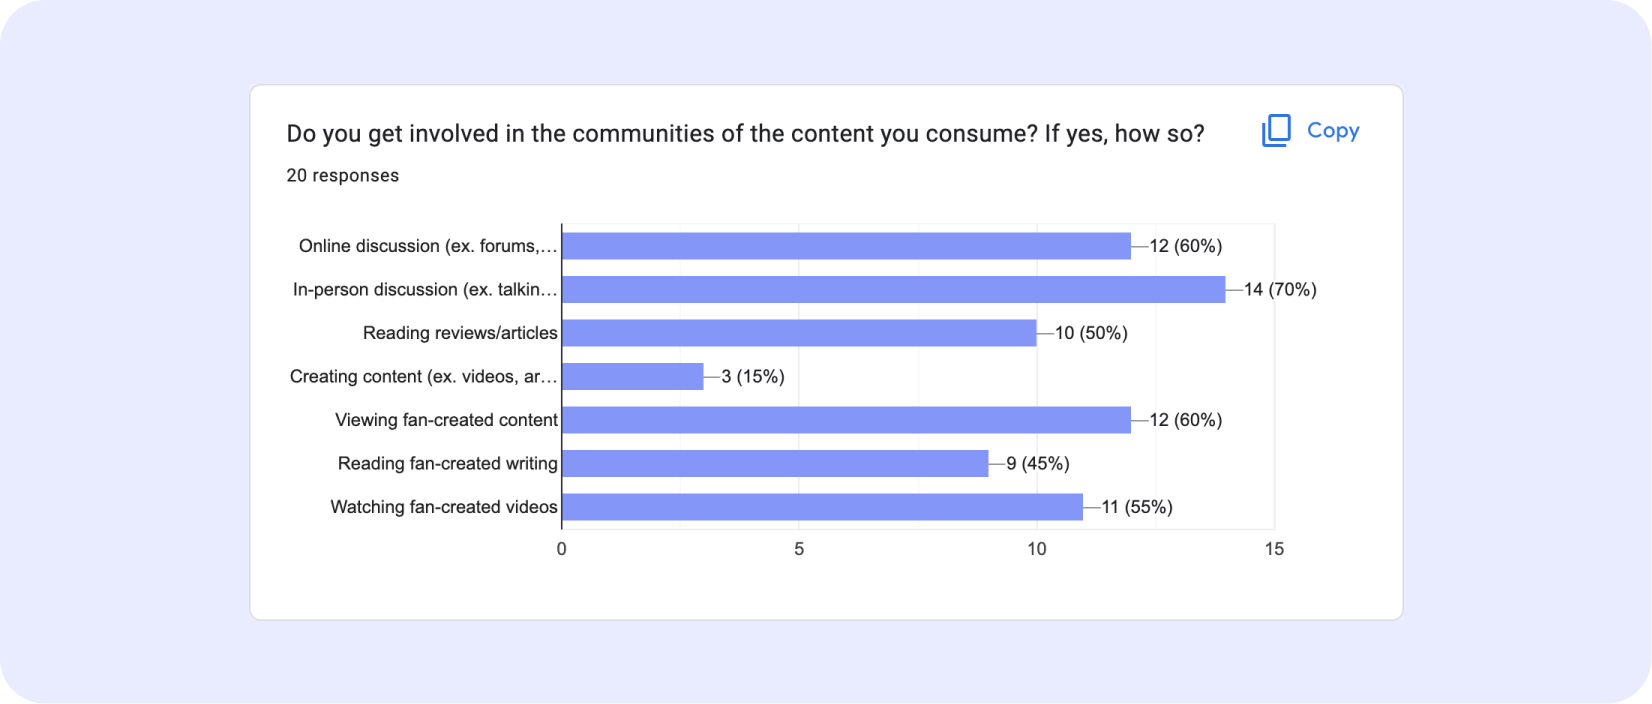 Do you get involved in the communities of the content you consume? If yes, how so?
Copy
20 responses
Online discussion (ex. forums,... 12 (60%)
In-person discussion (ex. talkin... 14 (70%)
Reading reviews/articles 10 (50%)
Creating content (ex. videos, ar... 3 (15%)
Viewing fan-created content 12 (60%)
Reading fan-created writing 9 (45%)
Watching fan-created videos 11 (55%)
0 5 10 15